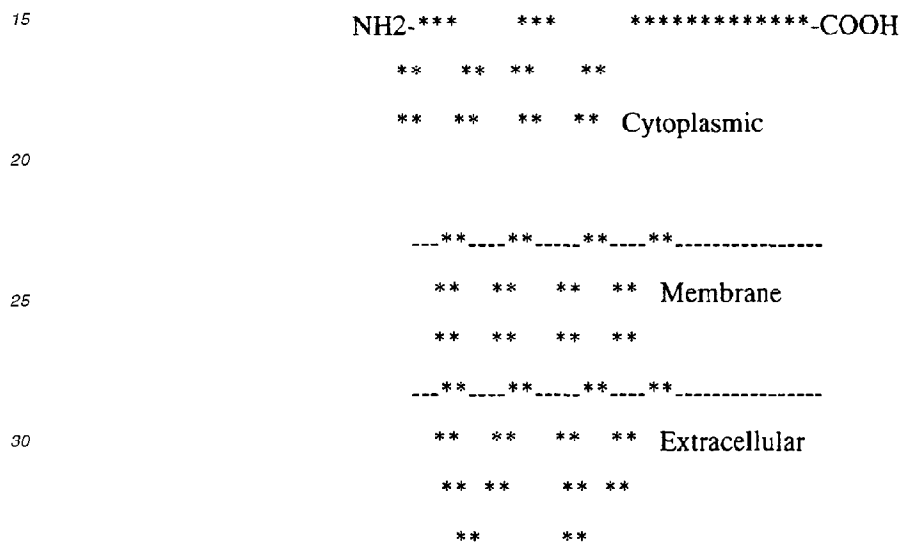 15 NH2-*** *** *************-COOH
** ** ** **
** ** ** ** Cytoplasmic
20
---**----**-----**----**----------------
25 ** ** ** ** Membrane
** ** ** **
---**----**-----**----**----------------
30 ** ** ** ** Extracellular
** ** ** **
** **